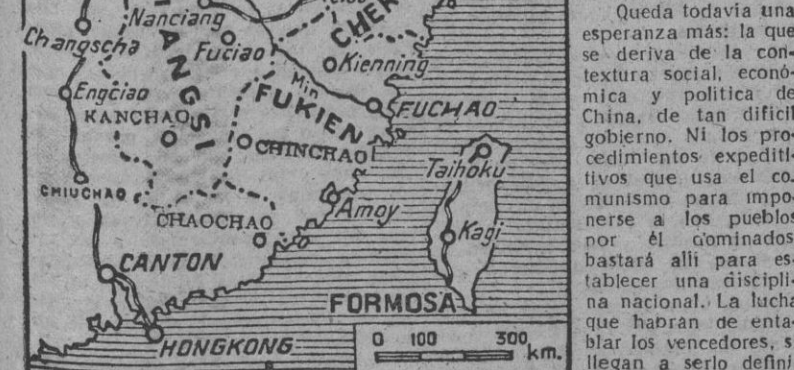 Nanciang
CHEK
Changscha
Fuciao
Kienning
IANGSI
Engciao
Min
FUKIEN
FUCHAO
KANCHAO
CHINCHAO
Taihoku
CHIUCHAO
CHAOCHAO
Amoy
Kagi
CANTON
FORMOSA
HONGKONG
0 100 300 km.
Queda todavia una
esperanza más: la que
se deriva de la con-
textura social, econó-
mica y politica de
China, de tan dificil
gobierno. Ni los pro-
cedimientos expediti-
tivos que usa el co-
munismo para impo-
nerse a los pueblos
por él dominados
bastará alli para es-
tablecer una discipli-
na nacional. La lucha
que habrán de enta-
blar los vencedores, s
llegan a serlo defini